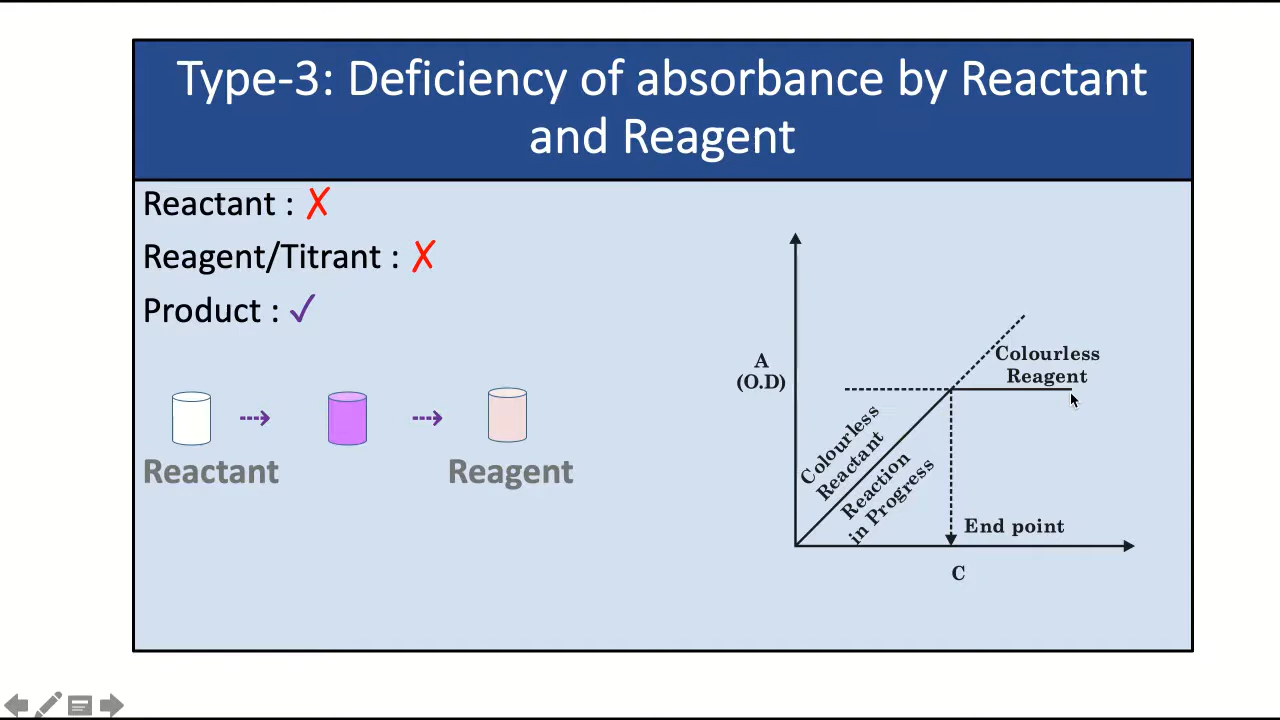 Type-3: Deficiency of absorbance by Reactant
and Reagent
Reactant : ✗
Reagent/Titrant : ✗
Product : ✓
Reactant
Reagent
A
(O.D)
Colourless
Reactant
Reaction
in Progress
Colourless
Reagent
End point
C